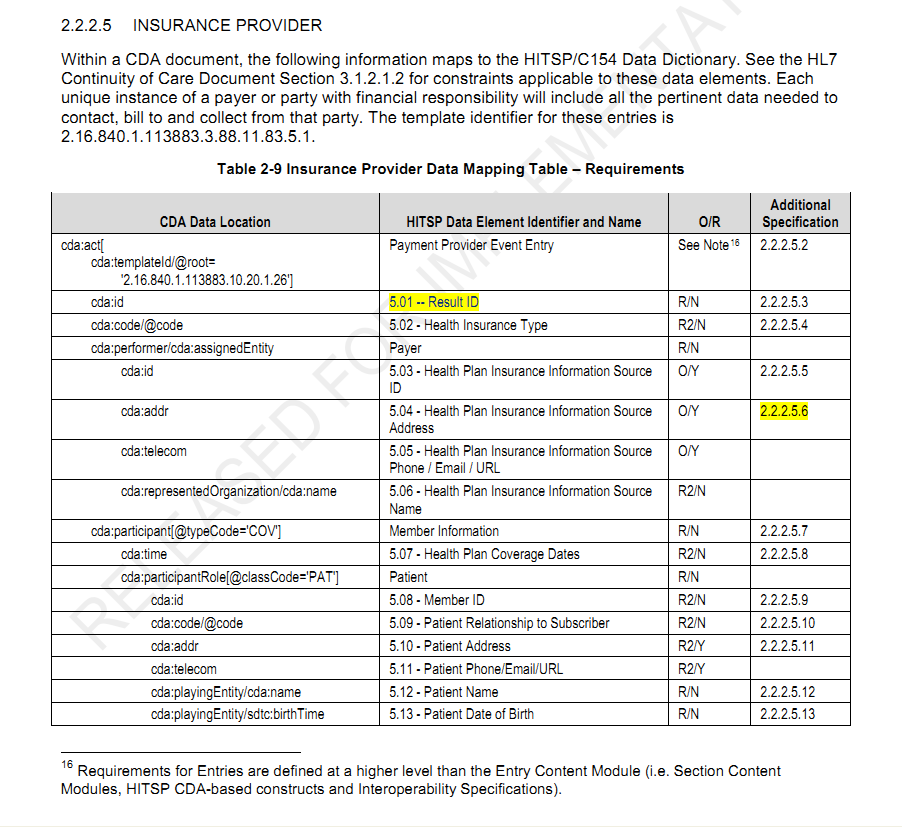 2.2.2.5 INSURANCE PROVIDER
Within a CDA document, the following information maps to the HITSP/C154 Data Dictionary. See the HL7
Continuity of Care Document Section 3.1.2.1.2 for constraints applicable to these data elements. Each
unique instance of a payer or party with financial responsibility will include all the pertinent data needed to
contact, bill to and collect from that party. The template identifier for these entries is
2.16.840.1.113883.3.88.11.83.5.1.
Table 2-9 Insurance Provider Data Mapping Table – Requirements
CDA Data Location HITSP Data Element Identifier and Name O/R Additional
Specification
cda:act[ Payment Provider Event Entry See Note16 2.2.2.5.2
cda:templateId/@root=
'2.16.840.1.113883.10.20.1.26']
cda:id 5.01 -- Result ID R/N 2.2.2.5.3
cda:code/@code 5.02 - Health Insurance Type R2/N 2.2.2.5.4
cda:performer/cda:assignedEntity Payer R/N
cda:id 5.03 - Health Plan Insurance Information Source O/Y 2.2.2.5.5
ID
cda:addr 5.04 - Health Plan Insurance Information Source O/Y 2.2.2.5.6
Address
cda:telecom 5.05 - Health Plan Insurance Information Source O/Y
Phone / Email / URL
cda:representedOrganization/cda:name 5.06 - Health Plan Insurance Information Source R2/N
Name
cda:participant[@typeCode='COV'] Member Information R/N 2.2.2.5.7
cda:time 5.07 - Health Plan Coverage Dates R2/N 2.2.2.5.8
cda:participantRole[@classCode='PAT'] Patient R/N
cda:id 5.08 - Member ID R2/N 2.2.2.5.9
cda:code/@code 5.09 - Patient Relationship to Subscriber R2/N 2.2.2.5.10
cda:addr 5.10 - Patient Address R2/Y 2.2.2.5.11
cda:telecom 5.11 - Patient Phone/Email/URL R2/Y
cda:playingEntity/cda:name 5.12 - Patient Name R/N 2.2.2.5.12
cda:playingEntity/sdtc:birthTime 5.13 - Patient Date of Birth R/N 2.2.2.5.13
16 Requirements for Entries are defined at a higher level than the Entry Content Module (i.e. Section Content
Modules, HITSP CDA-based constructs and Interoperability Specifications).
RELEASED FOR IMPLEMENTA